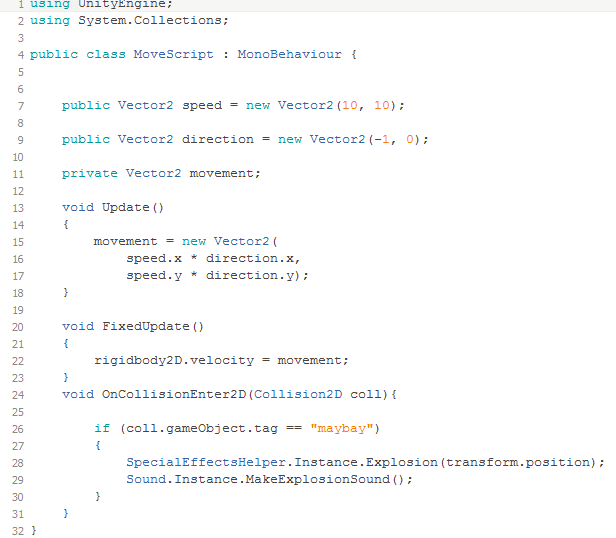 1 using UnityEngine;
2 using System.Collections;
3
4 public class MoveScript : MonoBehaviour {
5
6
7 public Vector2 speed = new Vector2(10, 10);
8
9 public Vector2 direction = new Vector2(-1, 0);
10
11 private Vector2 movement;
12
13 void Update()
14 {
15 movement = new Vector2(
16 speed.x * direction.x,
17 speed.y * direction.y);
18 }
19
20 void FixedUpdate()
21 {
22 rigidbody2D.velocity = movement;
23 }
24 void OnCollisionEnter2D(Collision2D coll){
25
26 if (coll.gameObject.tag == "maybay")
27 {
28 SpecialEffectsHelper.Instance.Explosion(transform.position);
29 Sound.Instance.MakeExplosionSound();
30 }
31 }
32 }